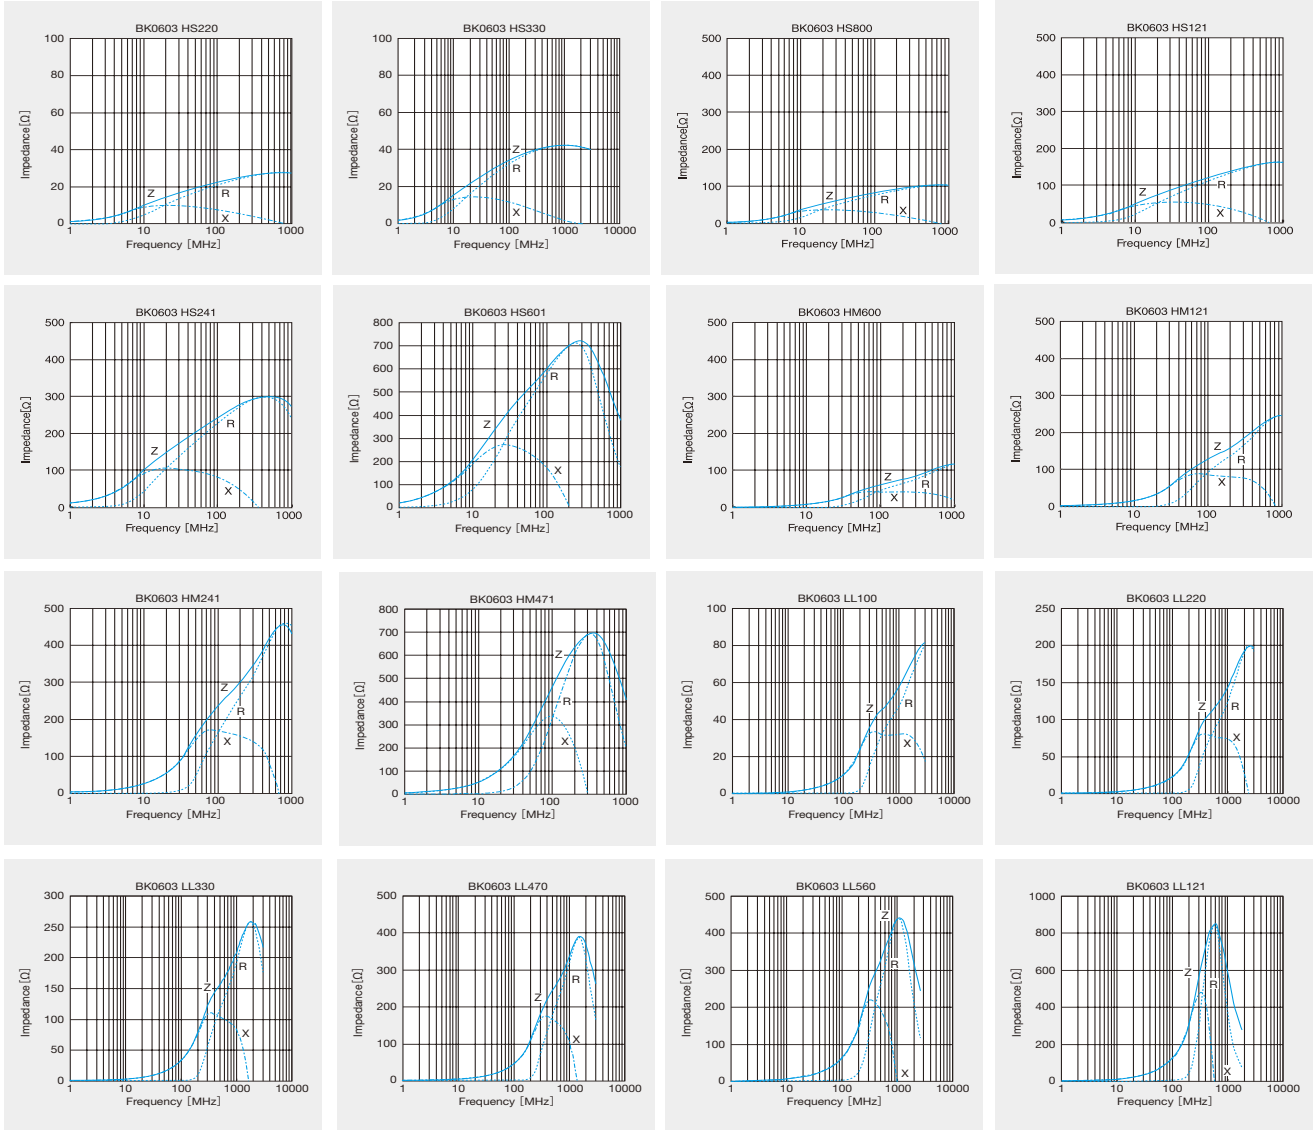 BK0603 HS220
100
80
60
40
20
0
Impedance[Ω]
Z
R
X
1 10 100 1000
Frequency [MHz]
BK0603 HS330
100
80
60
40
20
0
Impedance[Ω]
Z
R
X
1 10 100 1000 10000
Frequency [MHz]
BK0603 HS800
500
400
300
200
100
0
Impedance[Ω]
Z
R
X
1 10 100 1000
Frequency [MHz]
BK0603 HS121
500
400
300
200
100
0
Impedance[Ω]
Z
R
X
1 10 100 1000
Frequency [MHz]
BK0603 HS241
500
400
300
200
100
0
Impedance[Ω]
Z
R
X
1 10 100 1000
Frequency [MHz]
BK0603 HS601
800
700
600
500
400
300
200
100
0
Impedance[Ω]
Z
R
X
1 10 100 1000
Frequency [MHz]
BK0603 HM600
500
400
300
200
100
0
Impedance[Ω]
Z
R
X
1 10 100 1000
Frequency [MHz]
BK0603 HM121
500
400
300
200
100
0
Impedance[Ω]
Z
R
X
1 10 100 1000
Frequency [MHz]
BK0603 HM241
500
400
300
200
100
0
Impedance[Ω]
Z
R
X
1 10 100 1000
Frequency [MHz]
BK0603 HM471
800
700
600
500
400
300
200
100
0
Impedance[Ω]
Z
R
X
1 10 100 1000
Frequency [MHz]
BK0603 LL100
100
80
60
40
20
0
Impedance[Ω]
Z
R
X
1 10 100 1000 10000
Frequency [MHz]
BK0603 LL220
250
200
150
100
50
0
Impedance[Ω]
Z
R
X
1 10 100 1000 10000
Frequency [MHz]
BK0603 LL330
300
250
200
150
100
50
0
Impedance[Ω]
Z
R
X
1 10 100 1000 10000
Frequency [MHz]
BK0603 LL470
500
400
300
200
100
0
Impedance[Ω]
Z
R
X
1 10 100 1000 10000
Frequency [MHz]
BK0603 LL560
500
400
300
200
100
0
Impedance[Ω]
Z
R
X
1 10 100 1000 10000
Frequency [MHz]
BK0603 LL121
1000
800
600
400
200
0
Impedance[Ω]
Z
R
X
1 10 100 1000 10000
Frequency [MHz]